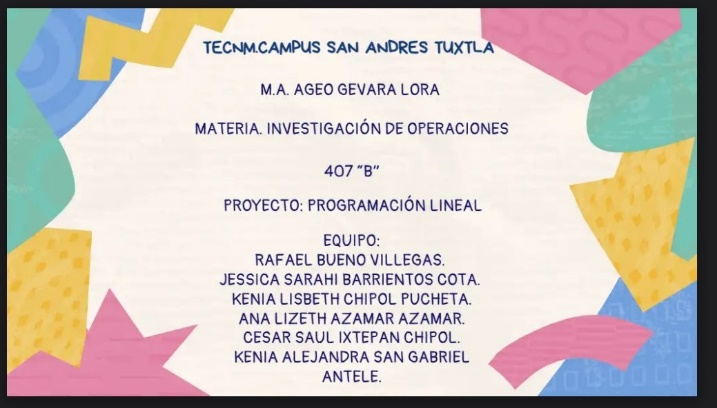 TECNM.CAMPUS SAN ANDRES TUXTLA
M.A. AGEO GEVARA LORA
MATERIA. INVESTIGACIÓN DE OPERACIONES
407 "B"
PROYECTO: PROGRAMACIÓN LINEAL
EQUIPO:
RAFAEL BUENO VILLEGAS.
JESSICA SARAHI BARRIENTOS COTA.
KENIA LISBETH CHIPOL PUCHETA.
ANA LIZETH AZAMAR AZAMAR.
CESAR SAUL IXTEPAN CHIPOL.
KENIA ALEJANDRA SAN GABRIEL
ANTELE.